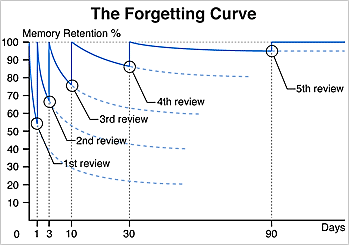 The Forgetting Curve
Memory Retention %
100
90
80
70
60
50
40
30
20
10
0
1st review
2nd review
3rd review
4th review
5th review
1 3 10 30 90 Days